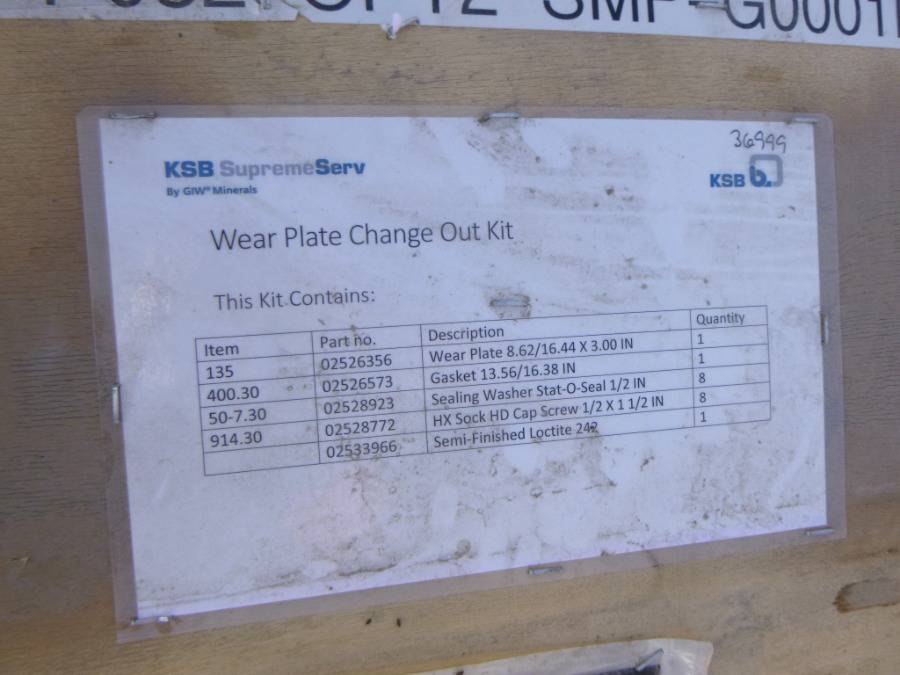 SMP-G0001
36999
KSB SupremeServ
By GIW® Minerals
KSB b.
Wear Plate Change Out Kit
This Kit Contains:
Item Part no. Description Quantity
135 02526356 Wear Plate 8.62/16.44 X 3.00 IN 1
400.30 02526573 Gasket 13.56/16.38 IN 1
50-7.30 02528923 Sealing Washer Stat-O-Seal 1/2 IN 8
914.30 02528772 HX Sock HD Cap Screw 1/2 X 1 1/2 IN 8
02533966 Semi-Finished Loctite 242 1